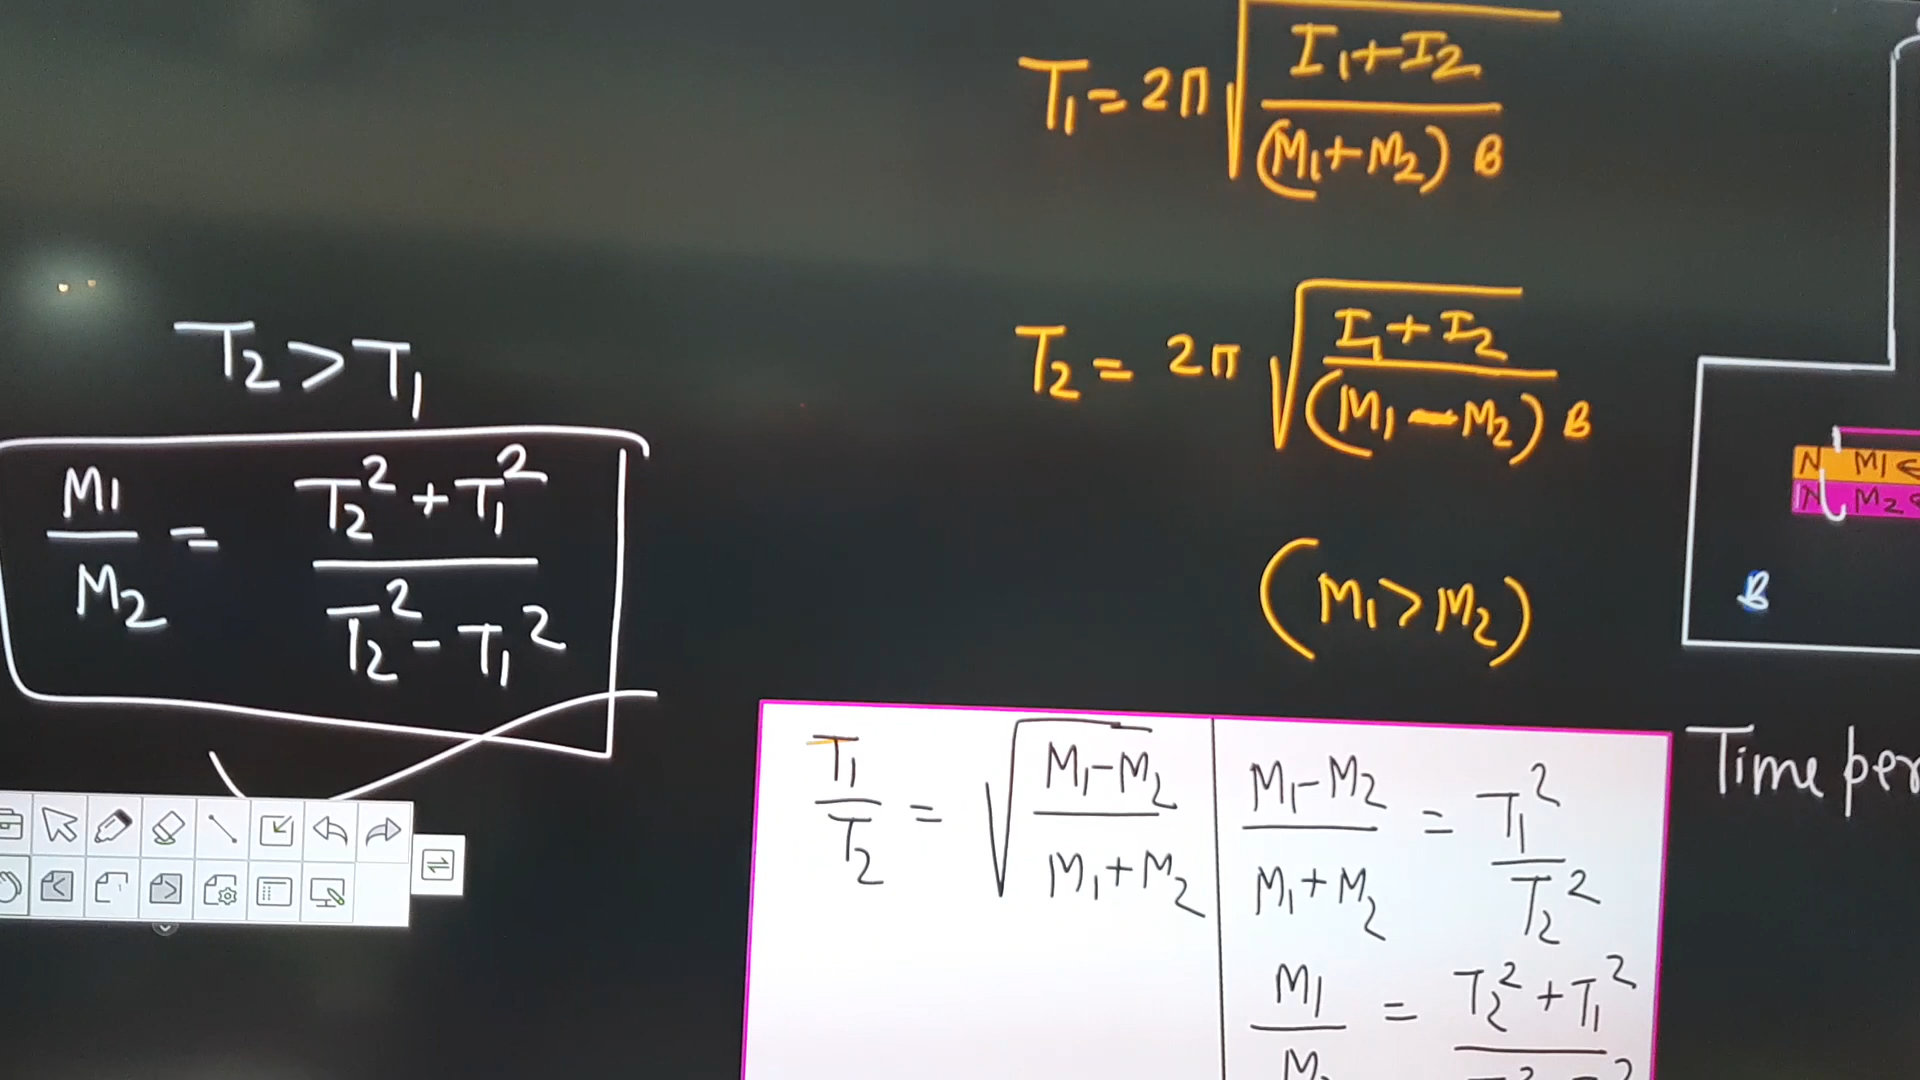 T₁ = 2π √((I₁+I₂)/((M₁+M₂) B))
T₂ = 2π √((I₁+I₂)/((M₁−M₂) B))
(M₁>M₂)
T₂>T₁
M₁/M₂ = (T₂²+T₁²)/(T₂²−T₁²)
N M1
N M2
B
T₁/T₂ = √((M₁−M₂)/(M₁+M₂))
(M₁−M₂)/(M₁+M₂) = T₁²/T₂²
M₁/M₂ = T₂²+T₁²
Time per